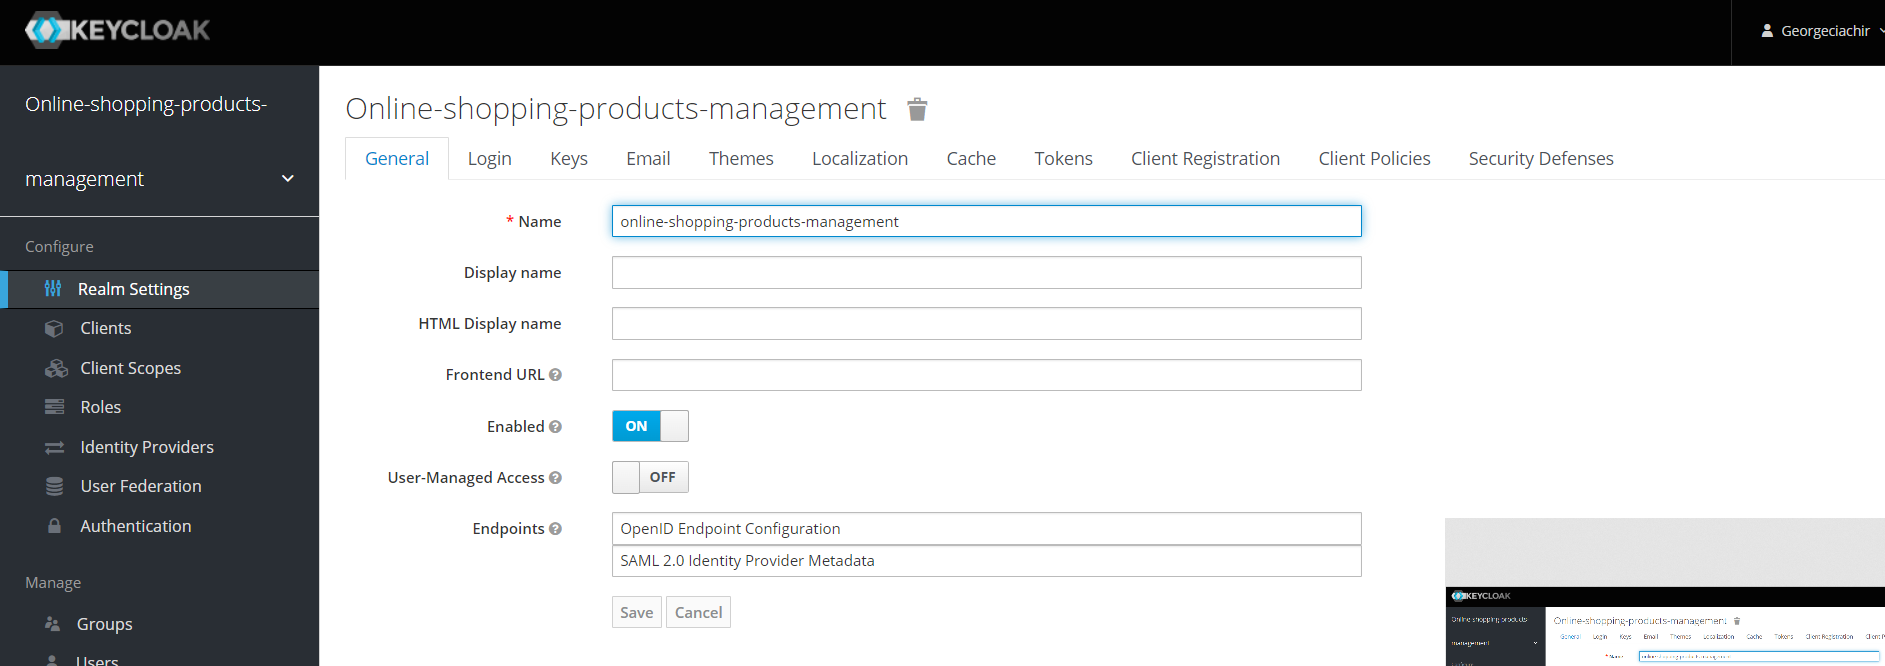 KEYCLOAK
Georgeciachir
Online-shopping-products-
management
Configure
Realm Settings
Clients
Client Scopes
Roles
Identity Providers
User Federation
Authentication
Manage
Groups
Users
Online-shopping-products-management
General Login Keys Email Themes Localization Cache Tokens Client Registration Client Policies Security Defenses
* Name online-shopping-products-management
Display name
HTML Display name
Frontend URL
Enabled ON
User-Managed Access OFF
Endpoints OpenID Endpoint Configuration
SAML 2.0 Identity Provider Metadata
Save Cancel
KEYCLOAK
Online-shopping-products-
management
Online-shopping-products-management
General Login Keys Email Themes Localization Cache Tokens Client Registration Client P
* Name online-shopping-products-management